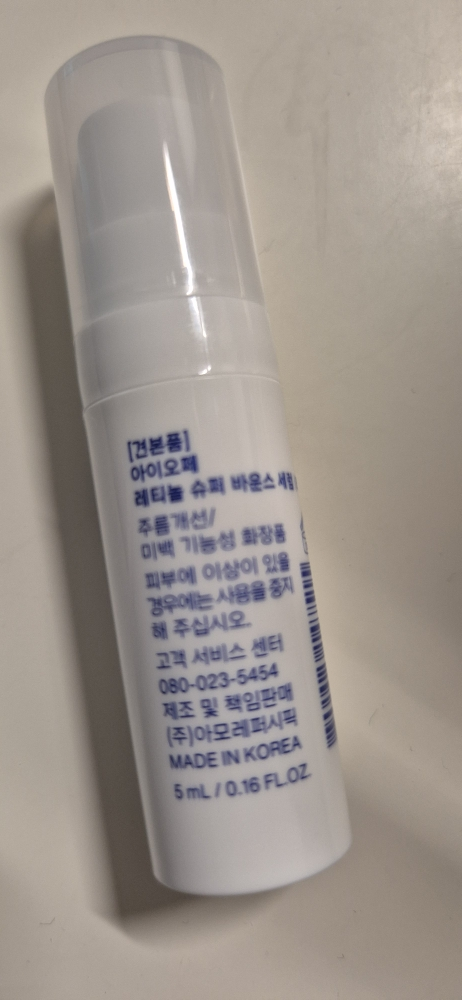 [견본품]
아이오페
레티놀 슈퍼 바운스 세럼
주름개선/
미백 기능성 화장품
피부에 이상이 있을
경우에는 사용을 중지
해 주십시오.
고객 서비스 센터
080-023-5454
제조 및 책임판매
(주)아모레퍼시픽
MADE IN KOREA
5 mL / 0.16 FL.OZ.